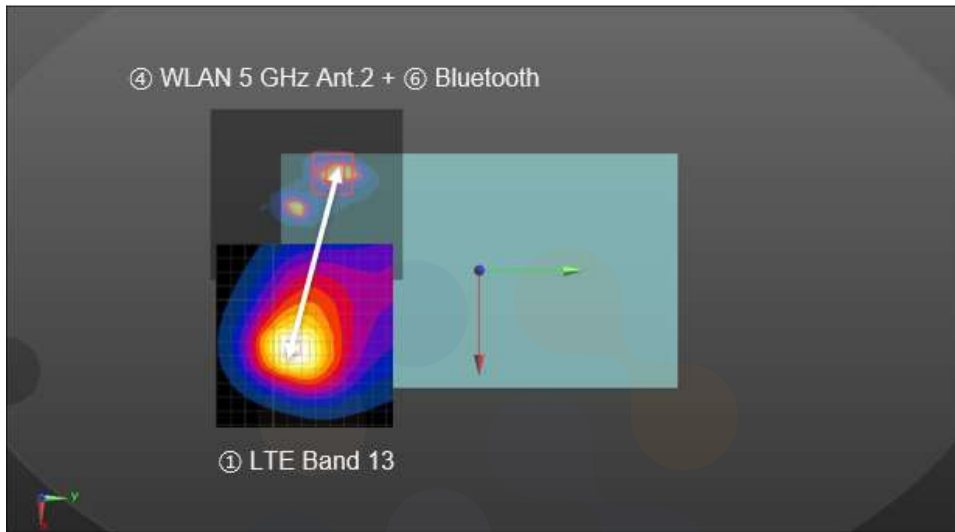 ④ WLAN 5 GHz Ant.2 + ⑥ Bluetooth
① LTE Band 13
y
x